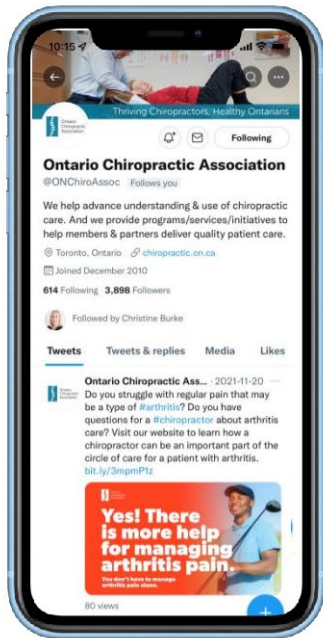 10:15
Thriving Chiropractors, Healthy Ontarians
Ontario
Chiropractic
Association
Following
Ontario Chiropractic Association
@ONChiroAssoc Follows you
We help advance understanding & use of chiropractic
care. And we provide programs/services/initiatives to
help members & partners deliver quality patient care.
Toronto, Ontario chiropractic.on.ca
Joined December 2010
614 Following 3,898 Followers
Followed by Christine Burke
Tweets Tweets & replies Media Likes
Ontario Chiropractic Ass... · 2021-11-20 ...
Do you struggle with regular pain that may
be a type of #arthritis? Do you have
questions for a #chiropractor about arthritis
care? Visit our website to learn how a
chiropractor can be an important part of the
circle of care for a patient with arthritis.
bit.ly/3mpmP1z
Yes! There
is more help
for managing
arthritis pain.
You don't have to manage
arthritis pain alone.
80 views